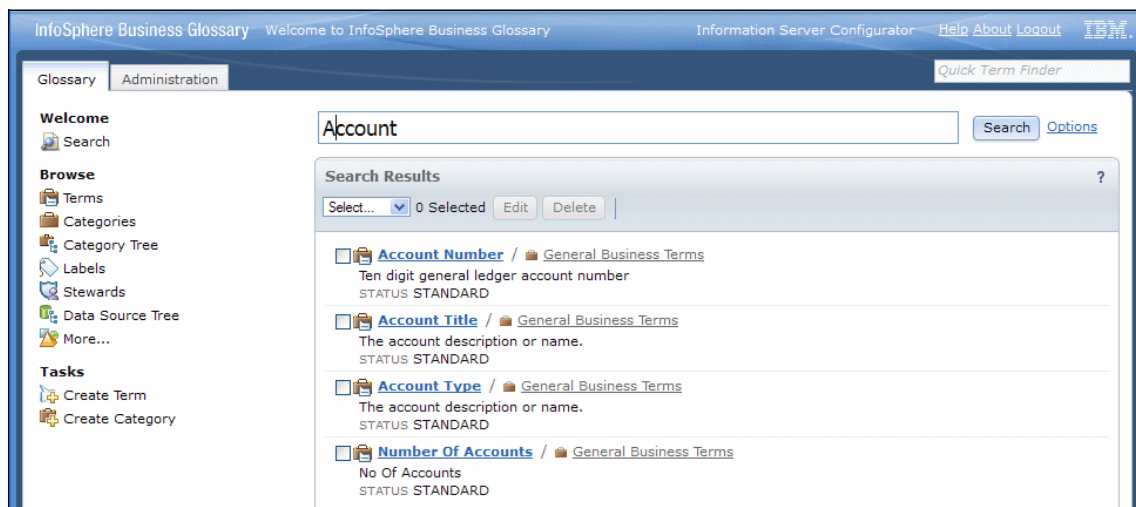 InfoSphere Business Glossary Welcome to InfoSphere Business Glossary Information Server Configurator Help About Logout IBM.
Glossary Administration Quick Term Finder
Welcome
Search
Browse
Terms
Categories
Category Tree
Labels
Stewards
Data Source Tree
More...
Tasks
Create Term
Create Category
Account Search Options
Search Results ?
Select... 0 Selected Edit Delete
Account Number / General Business Terms
Ten digit general ledger account number
STATUS STANDARD
Account Title / General Business Terms
The account description or name.
STATUS STANDARD
Account Type / General Business Terms
The account description or name.
STATUS STANDARD
Number Of Accounts / General Business Terms
No Of Accounts
STATUS STANDARD